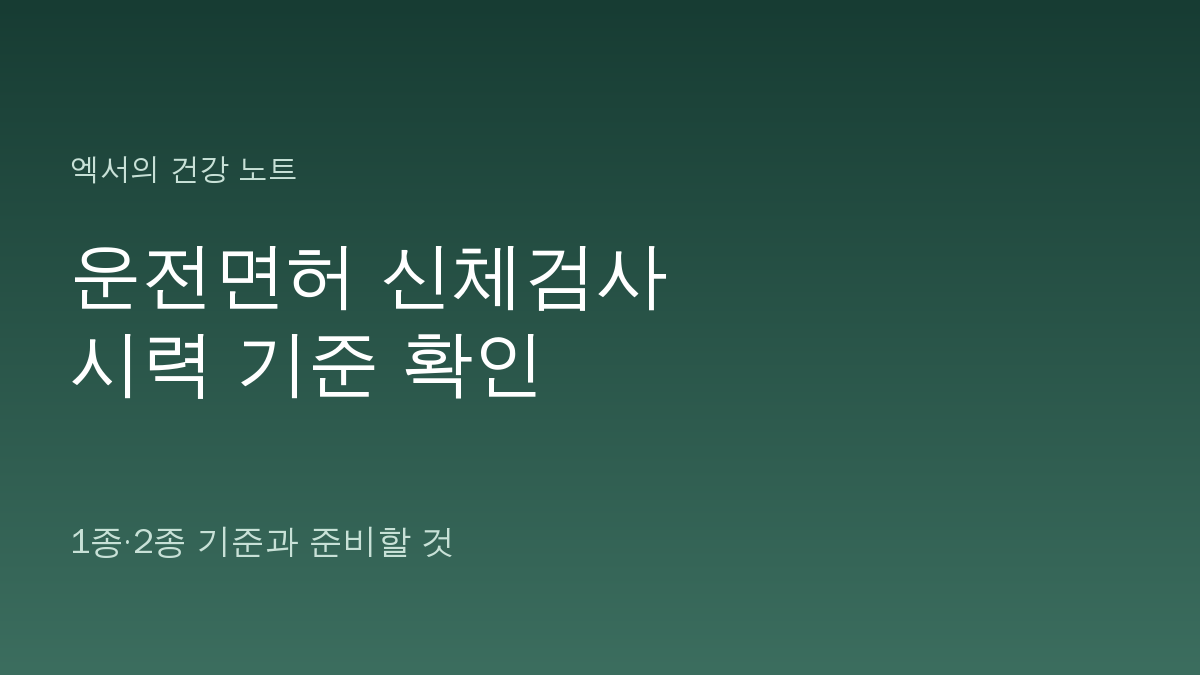 엑서의 건강 노트
운전면허 신체검사
시력 기준 확인
1종·2종 기준과 준비할 것